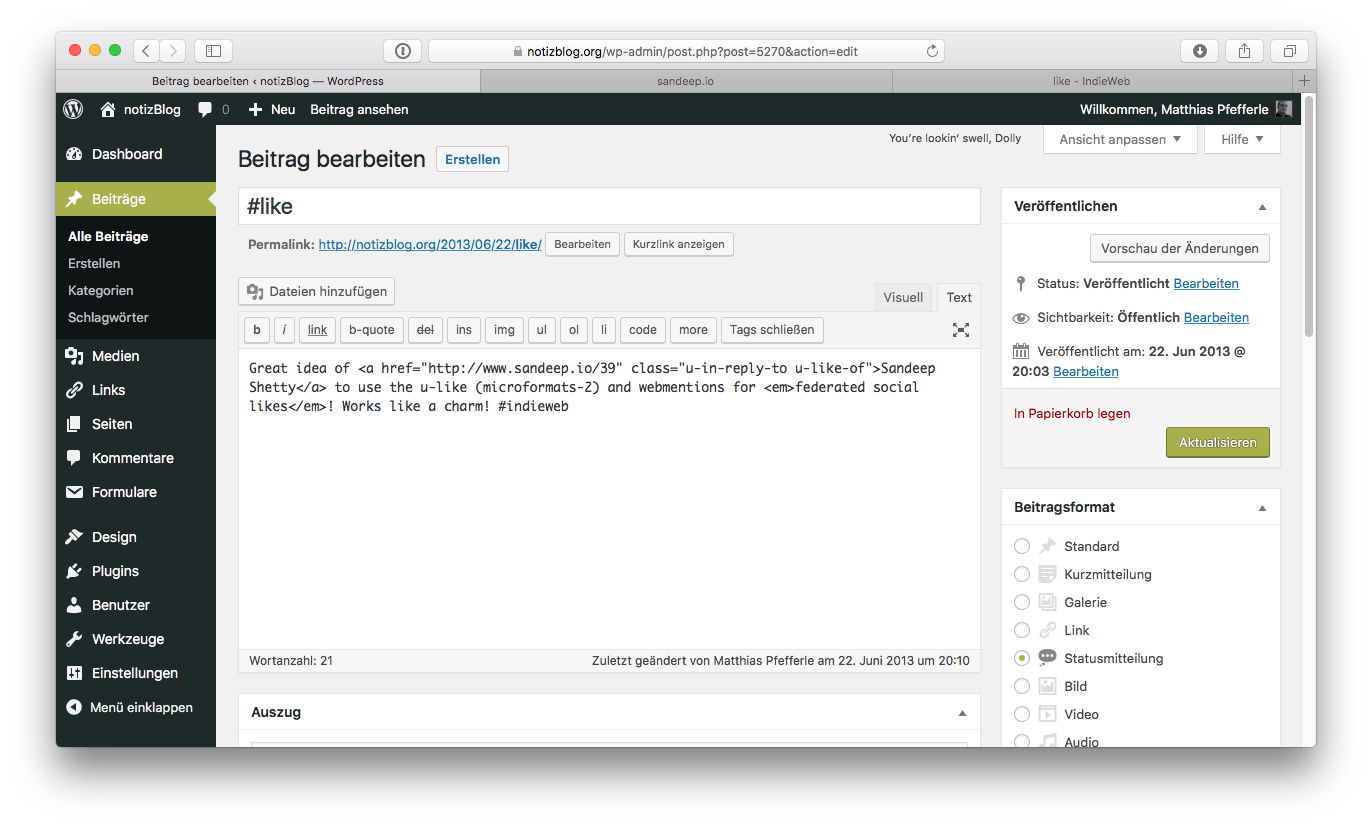 notizblog.org/wp-admin/post.php?post=5270&action=edit
Beitrag bearbeiten ‹ notizBlog — WordPress
sandeep.io
like - IndieWeb
notizBlog
0
Neu
Beitrag ansehen
Willkommen, Matthias Pfefferle
Dashboard
Beiträge
Alle Beiträge
Erstellen
Kategorien
Schlagwörter
Medien
Links
Seiten
Kommentare
Formulare
Design
Plugins
Benutzer
Werkzeuge
Einstellungen
Menü einklappen
You're lookin' swell, Dolly
Ansicht anpassen
Hilfe
Beitrag bearbeiten
Erstellen
#like
Permalink: http://notizblog.org/2013/06/22/like/
Bearbeiten
Kurzlink anzeigen
Dateien hinzufügen
Visuell
Text
b
i
link
b-quote
del
ins
img
ul
ol
li
code
more
Tags schließen
Great idea of <a href="http://www.sandeep.io/39" class="u-in-reply-to u-like-of">Sandeep
Shetty</a> to use the u-like (microformats-2) and webmentions for <em>federated social
likes</em>! Works like a charm! #indieweb
Wortanzahl: 21
Zuletzt geändert von Matthias Pfefferle am 22. Juni 2013 um 20:10
Auszug
Veröffentlichen
Vorschau der Änderungen
Status: Veröffentlicht Bearbeiten
Sichtbarkeit: Öffentlich Bearbeiten
Veröffentlicht am: 22. Jun 2013 @
20:03 Bearbeiten
In Papierkorb legen
Aktualisieren
Beitragsformat
Standard
Kurzmitteilung
Galerie
Link
Statusmitteilung
Bild
Video
Audio